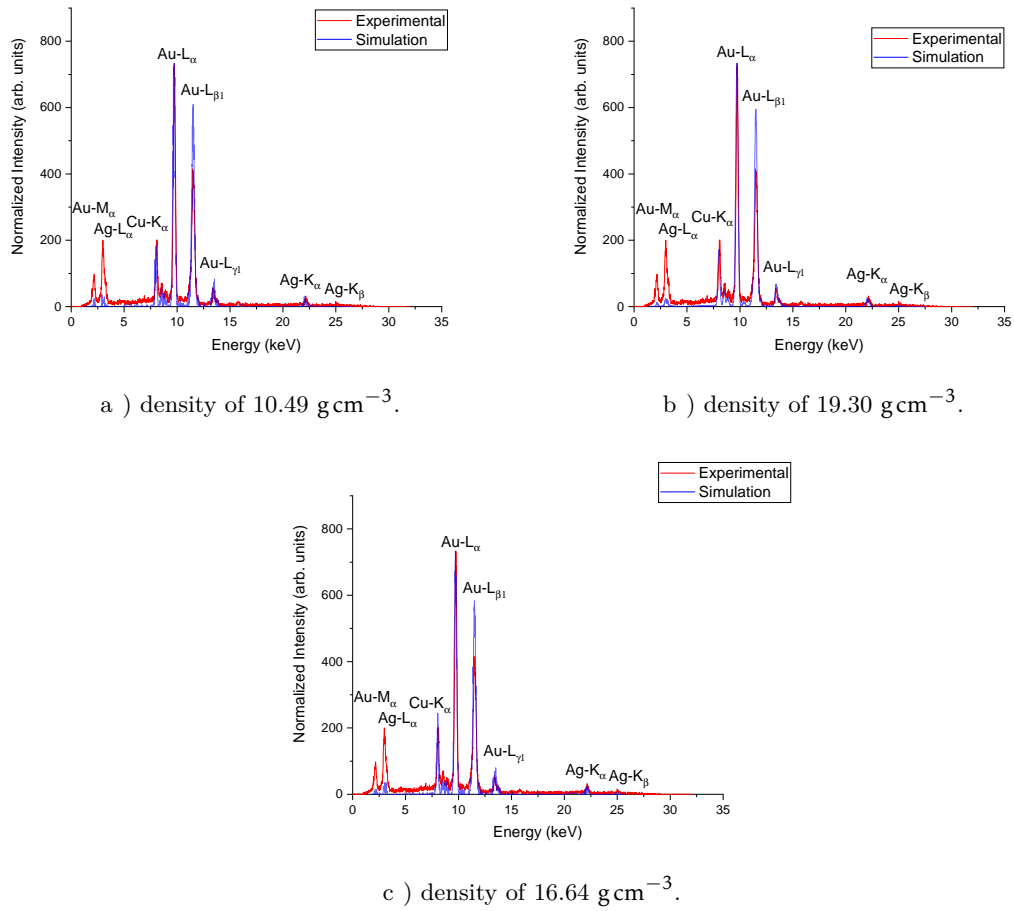 Experimental
Simulation
Au-Lα
Au-Lβ1
Au-Mα
Ag-Lα
Cu-Kα
Au-Lγl
Ag-Kα
Ag-Kβ
800
600
400
200
0
0 5 10 15 20 25 30 35
Normalized Intensity (arb. units)
Energy (keV)
a ) density of 10.49 g cm⁻³.
Experimental
Simulation
Au-Lα
Au-Lβ1
Au-Mα
Ag-Lα
Cu-Kα
Au-Lγl
Ag-Kα
Ag-Kβ
800
600
400
200
0
0 5 10 15 20 25 30 35
Normalized Intensity (arb. units)
Energy (keV)
b ) density of 19.30 g cm⁻³.
Experimental
Simulation
Au-Lα
Au-Lβ1
Au-Mα
Ag-Lα
Cu-Kα
Au-Lγl
Ag-Kα
Ag-Kβ
800
600
400
200
0
0 5 10 15 20 25 30 35
Normalized Intensity (arb. units)
Energy (keV)
c ) density of 16.64 g cm⁻³.